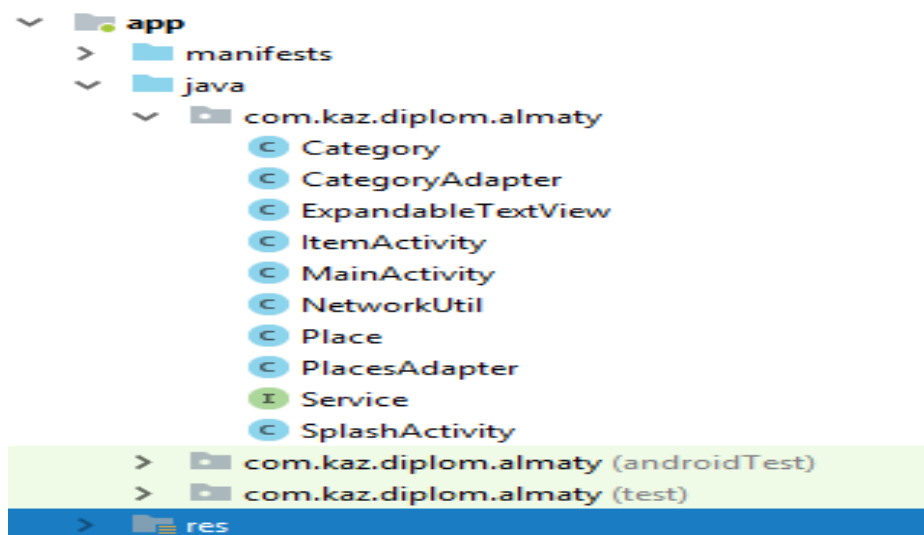 app
manifests
java
com.kaz.diplom.almaty
C Category
C CategoryAdapter
C ExpandableTextView
C ItemActivity
C MainActivity
C NetworkUtil
C Place
C PlacesAdapter
I Service
C SplashActivity
com.kaz.diplom.almaty (androidTest)
com.kaz.diplom.almaty (test)
res